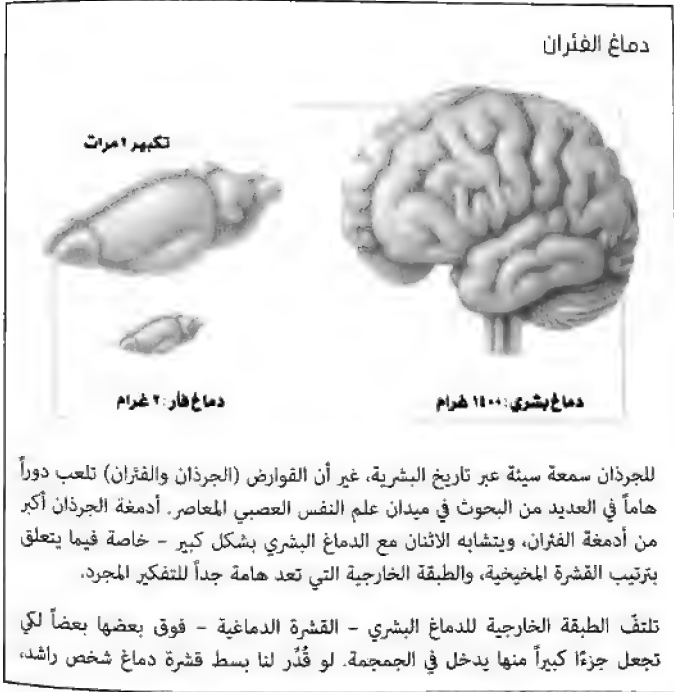 دماغ الفئران
تكبير ٦ مرات
دماغ فأر: ٢ غرام
دماغ بشري: ١٤٠٠ غرام
للجرذان سمعة سيئة عبر تاريخ البشرية، غير أن القوارض (الجرذان والفئران) تلعب دوراً
هاماً في العديد من البحوث في ميدان علم النفس العصبي المعاصر. أدمغة الجرذان أكبر
من أدمغة الفئران، ويتشابه الاثنان مع الدماغ البشري بشكل كبير - خاصة فيما يتعلق
بترتيب القشرة المخيخية، والطبقة الخارجية التي تعد هامة جداً للتفكير المجرد.
تلتفّ الطبقة الخارجية للدماغ البشري - القشرة الدماغية - فوق بعضها بعضاً لكي
تجعل جزءًا كبيراً منها يدخل في الجمجمة. لو قُدِّر لنا بسط قشرة دماغ شخص راشد،